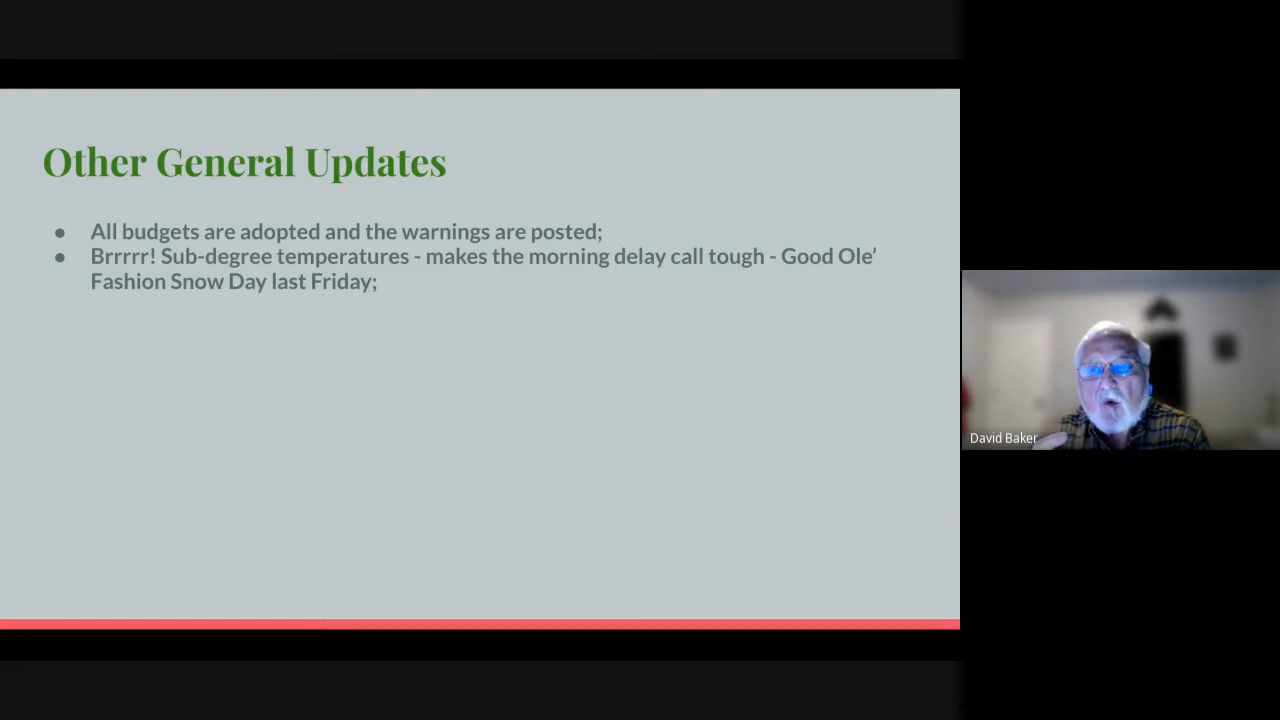 Other General Updates
● All budgets are adopted and the warnings are posted;
● Brrrrr! Sub-degree temperatures - makes the morning delay call tough - Good Ole’
Fashion Snow Day last Friday;
David Baker